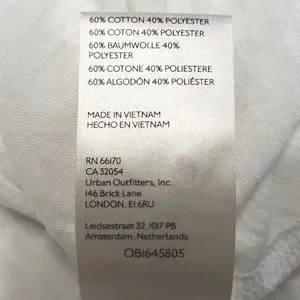 60% COTTON 40% POLYESTER
60% COTON 40% POLYESTER
60% BAUMWOLLE 40%
POLYESTER
60% COTONE 40% POLIESTERE
60% ALGODÓN 40% POLIÉSTER
MADE IN VIETNAM
HECHO EN VIETNAM
RN 66170
CA 32054
Urban Outfitters, Inc.
146 Brick Lane
LONDON, E1 6RU
Leidsestraat 32, 1017 PB
Amsterdam, Netherlands
OB1645805